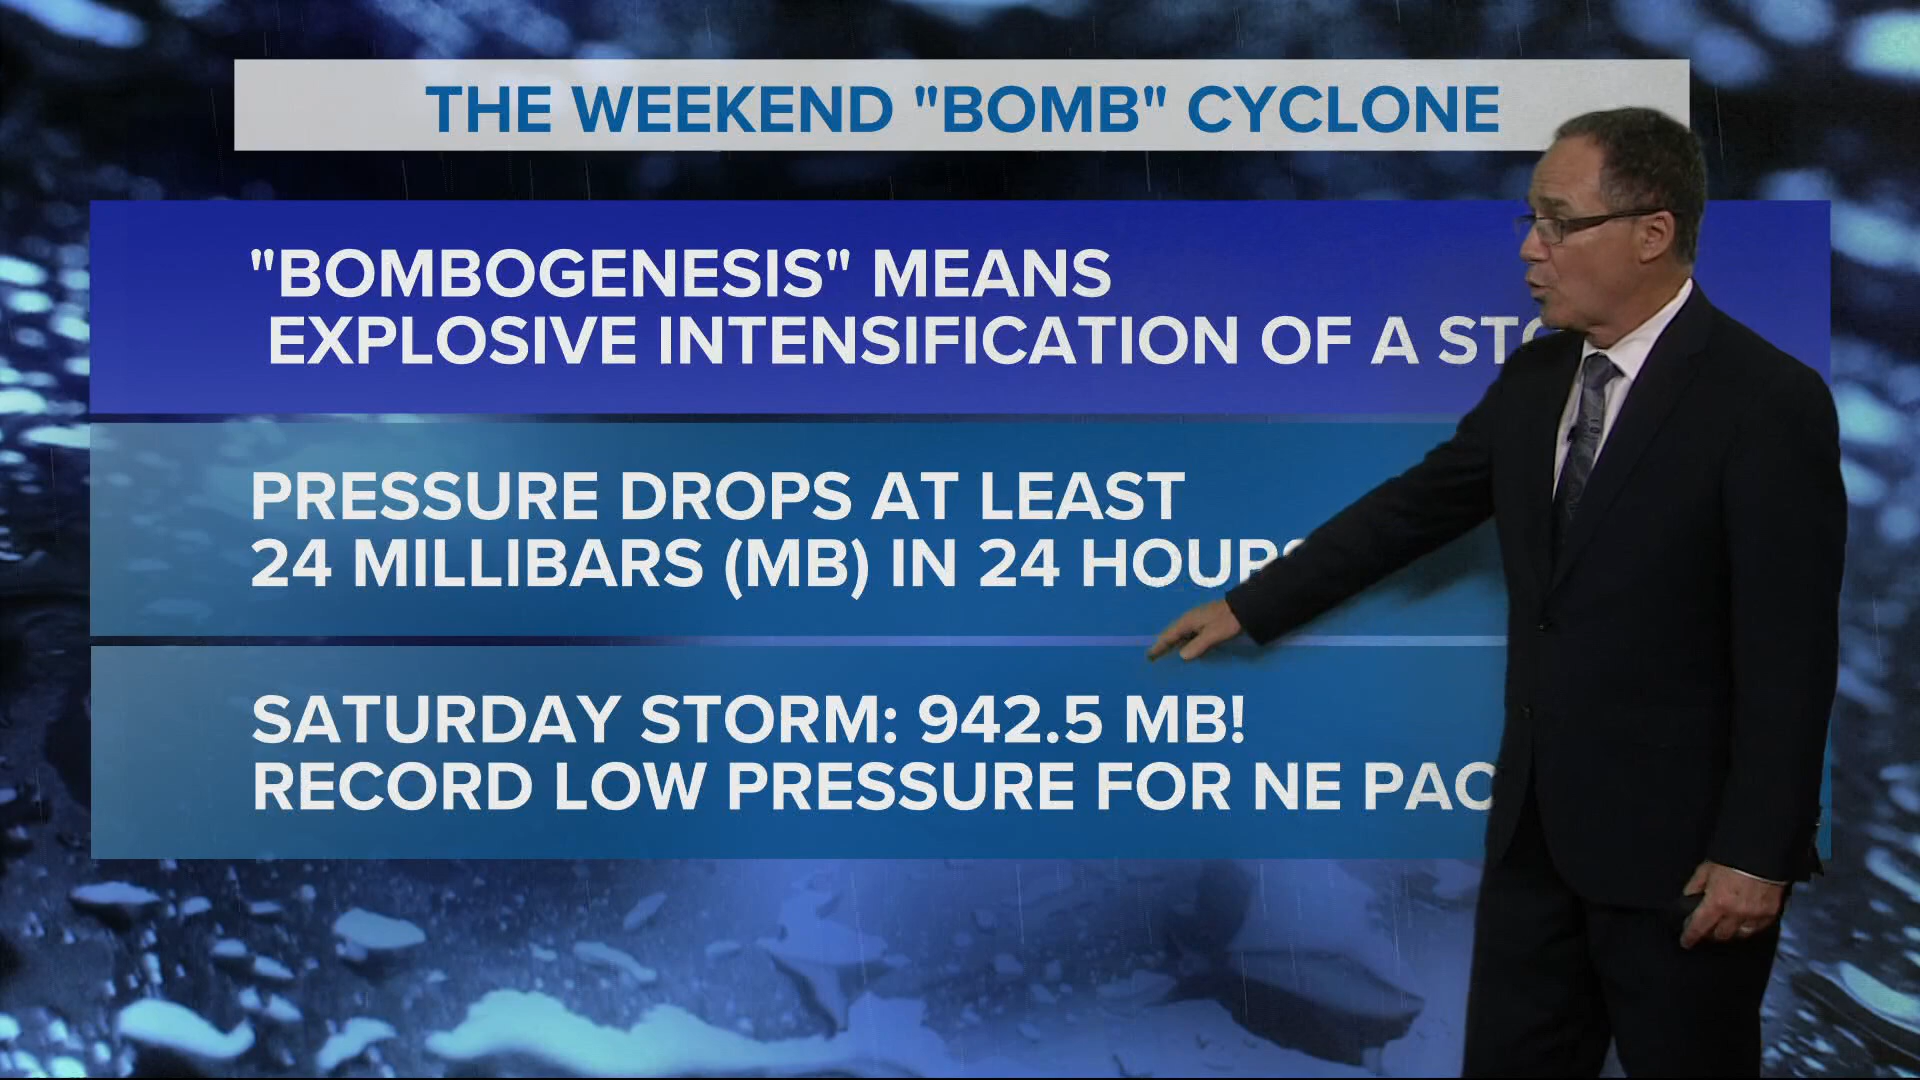 THE WEEKEND "BOMB" CYCLONE
"BOMBOGENESIS" MEANS
EXPLOSIVE INTENSIFICATION OF A
PRESSURE DROPS AT LEAST
24 MILLIBARS (MB) IN 24 HOURS
SATURDAY STORM: 942.5 MB!
RECORD LOW PRESSURE FOR NE